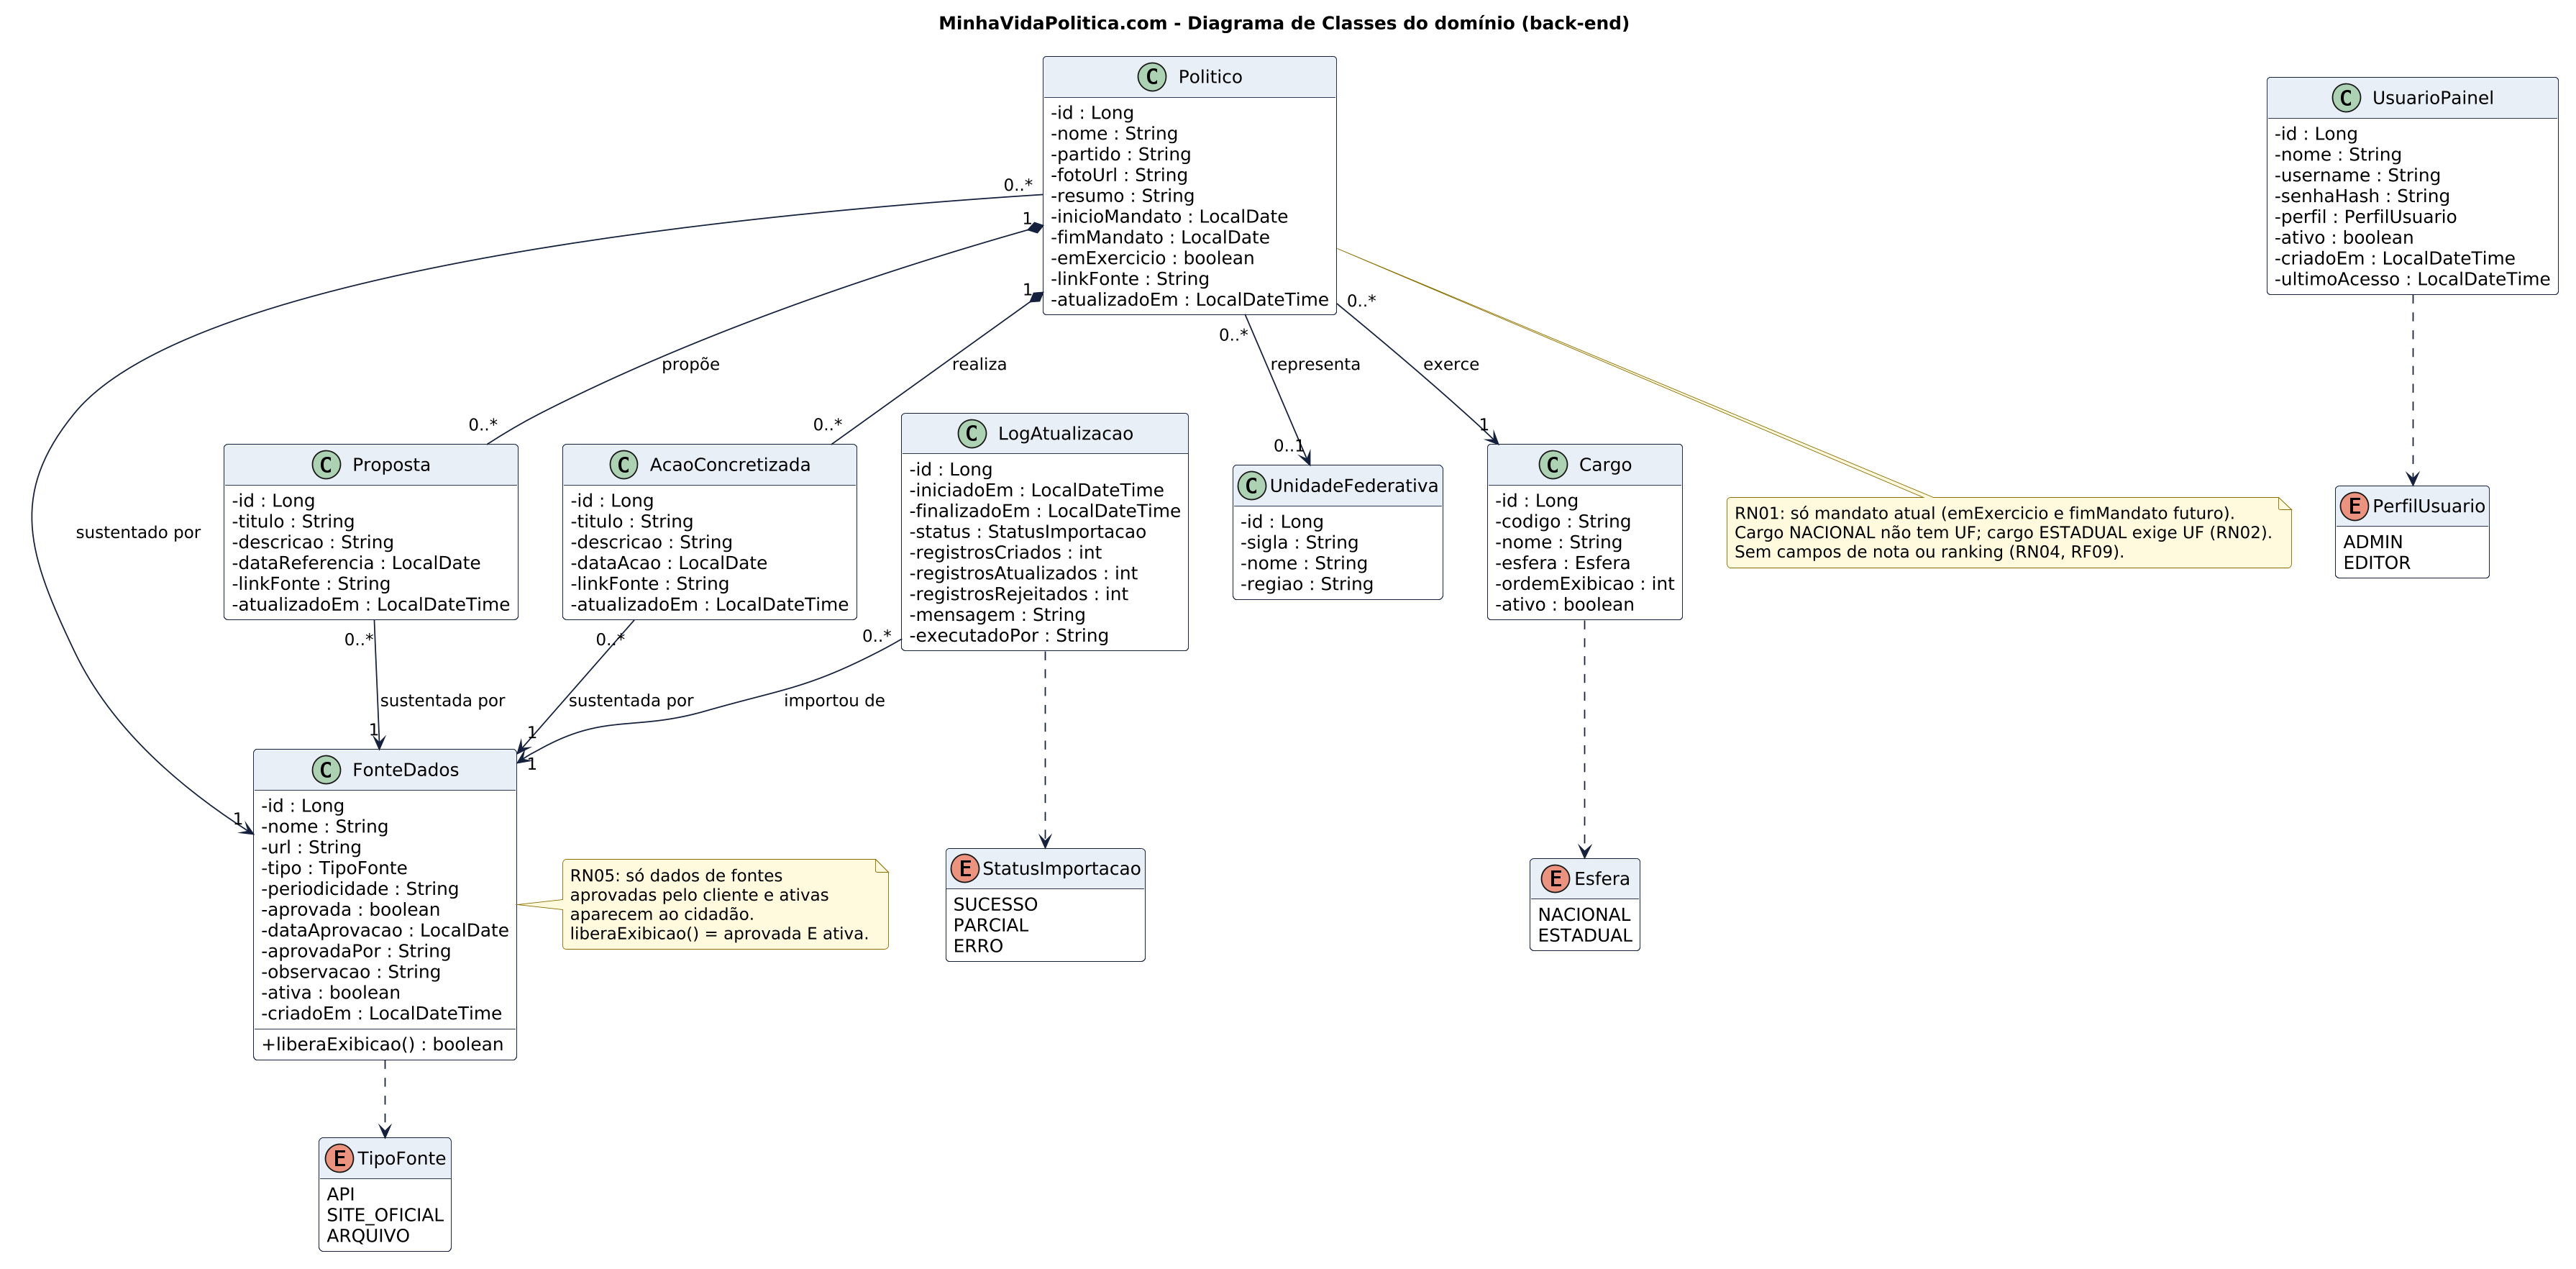 MinhaVidaPolitica.com - Diagrama de Classes do domínio (back-end)
C Politico
-id : Long
-nome : String
-partido : String
-fotoUrl : String
-resumo : String
-inicioMandato : LocalDate
-fimMandato : LocalDate
-emExercicio : boolean
-linkFonte : String
-atualizadoEm : LocalDateTime
C UsuarioPainel
-id : Long
-nome : String
-username : String
-senhaHash : String
-perfil : PerfilUsuario
-ativo : boolean
-criadoEm : LocalDateTime
-ultimoAcesso : LocalDateTime
0..*
1
1
0..*
0..*
propõe
realiza
representa
exerce
0..*
0..*
0..1
1
C Proposta
-id : Long
-titulo : String
-descricao : String
-dataReferencia : LocalDate
-linkFonte : String
-atualizadoEm : LocalDateTime
C AcaoConcretizada
-id : Long
-titulo : String
-descricao : String
-dataAcao : LocalDate
-linkFonte : String
-atualizadoEm : LocalDateTime
C LogAtualizacao
-id : Long
-iniciadoEm : LocalDateTime
-finalizadoEm : LocalDateTime
-status : StatusImportacao
-registrosCriados : int
-registrosAtualizados : int
-registrosRejeitados : int
-mensagem : String
-executadoPor : String
C UnidadeFederativa
-id : Long
-sigla : String
-nome : String
-regiao : String
C Cargo
-id : Long
-codigo : String
-nome : String
-esfera : Esfera
-ordemExibicao : int
-ativo : boolean
RN01: só mandato atual (emExercicio e fimMandato futuro).
Cargo NACIONAL não tem UF; cargo ESTADUAL exige UF (RN02).
Sem campos de nota ou ranking (RN04, RF09).
E PerfilUsuario
ADMIN
EDITOR
sustentado por
0..*
0..*
0..*
sustentada por
sustentada por
importou de
1
1
1
1
C FonteDados
-id : Long
-nome : String
-url : String
-tipo : TipoFonte
-periodicidade : String
-aprovada : boolean
-dataAprovacao : LocalDate
-aprovadaPor : String
-observacao : String
-ativa : boolean
-criadoEm : LocalDateTime
+liberaExibicao() : boolean
RN05: só dados de fontes
aprovadas pelo cliente e ativas
aparecem ao cidadão.
liberaExibicao() = aprovada E ativa.
E StatusImportacao
SUCESSO
PARCIAL
ERRO
E Esfera
NACIONAL
ESTADUAL
E TipoFonte
API
SITE_OFICIAL
ARQUIVO